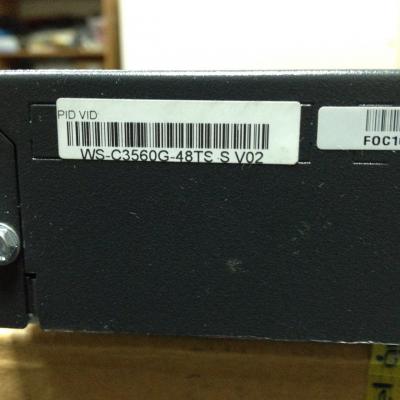 PID VID
WS-C3560G-48TS-S V02
FOC1